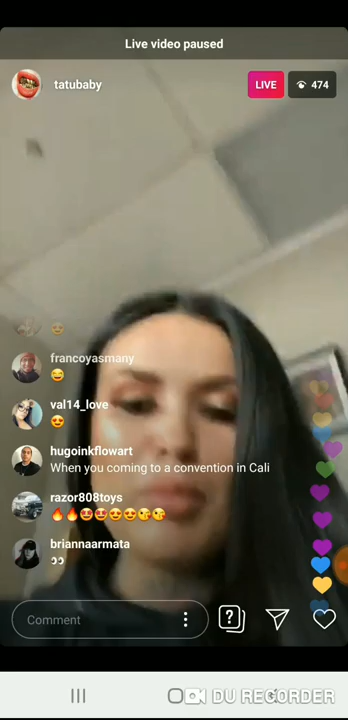 Live video paused
tatubaby
LIVE
474
francoyasmany
😅
val14_love
😍
hugoinkflowart
When you coming to a convention in Cali
razor808toys
🔥🔥🤩🤩😍😍😘😘
briannaarmata
👀
Comment
?
DU RECORDER